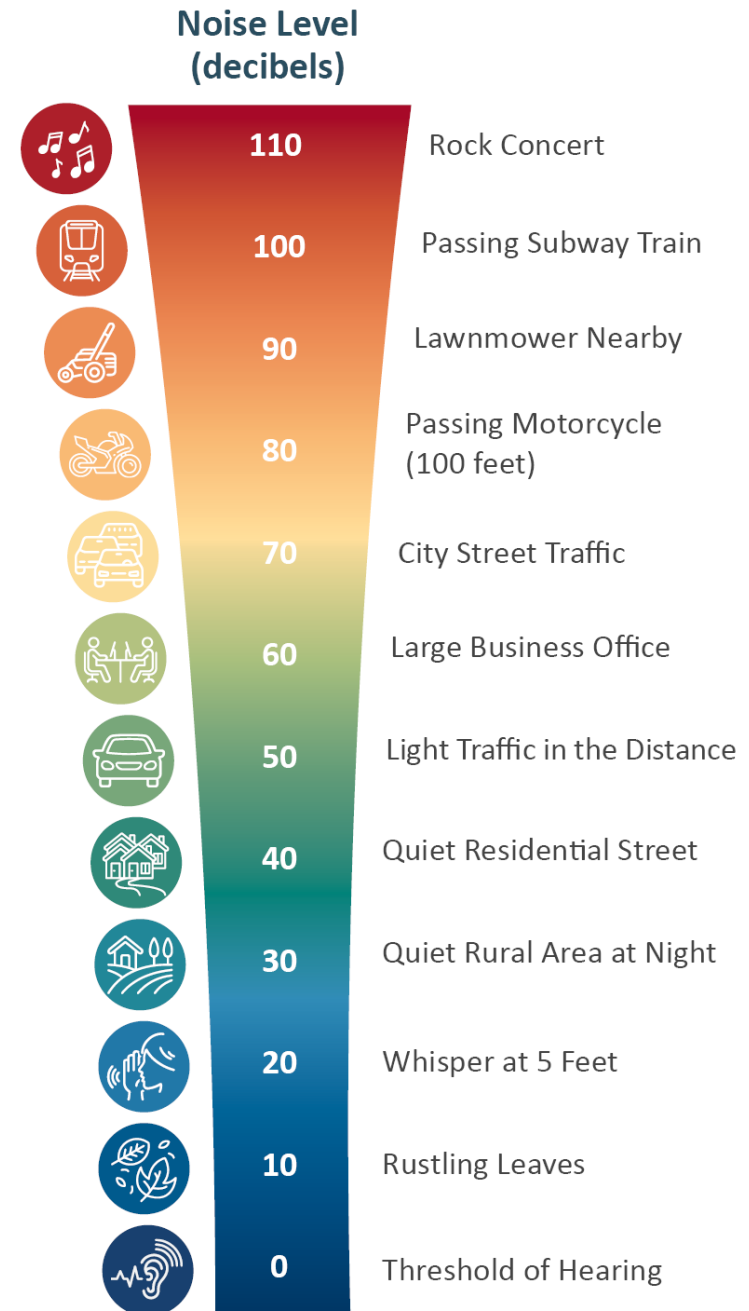 Noise Level
(decibels)
110 Rock Concert
100 Passing Subway Train
90 Lawnmower Nearby
80 Passing Motorcycle
(100 feet)
70 City Street Traffic
60 Large Business Office
50 Light Traffic in the Distance
40 Quiet Residential Street
30 Quiet Rural Area at Night
20 Whisper at 5 Feet
10 Rustling Leaves
0 Threshold of Hearing